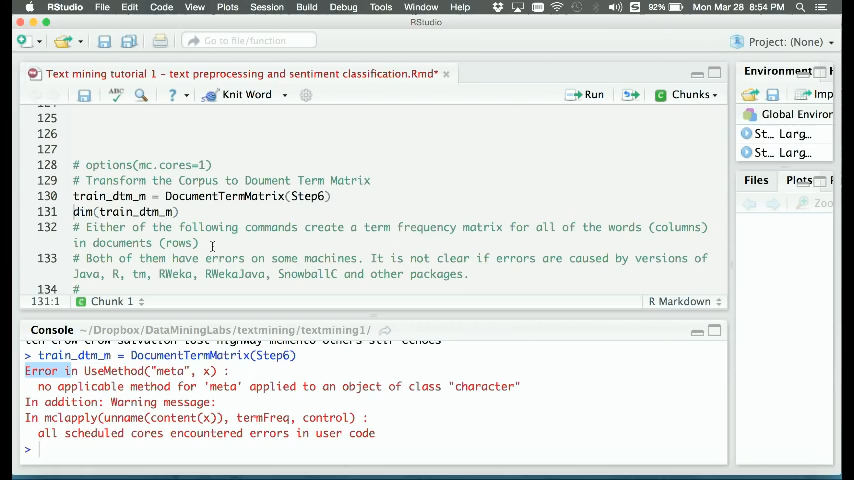 RStudio File Edit Code View Plots Session Build Debug Tools Window Help 92% Mon Mar 28 8:54 PM
RStudio
Go to file/function Project: (None)
Text mining tutorial 1 - text preprocessing and sentiment classification.Rmd*
ABC Knit Word Run Chunks
125
126
127
128 # options(mc.cores=1)
129 # Transform the Corpus to Doument Term Matrix
130 train_dtm_m = DocumentTermMatrix(Step6)
131 dim(train_dtm_m)
132 # Either of the following commands create a term frequency matrix for all of the words (columns)
in documents (rows)
133 # Both of them have errors on some machines. It is not clear if errors are caused by versions of
Java, R, tm, RWeka, RWekaJava, SnowballC and other packages.
134 #
131:1 Chunk 1 R Markdown
Console ~/Dropbox/DataMiningLabs/textmining/textmining1/
> train_dtm_m = DocumentTermMatrix(Step6)
Error in UseMethod("meta", x) :
no applicable method for 'meta' applied to an object of class "character"
In addition: Warning message:
In mclapply(unname(content(x)), termFreq, control) :
all scheduled cores encountered errors in user code
>
Environment
Imp
Global Environ
St... Larg...
St... Larg...
Files Plots
Zoo